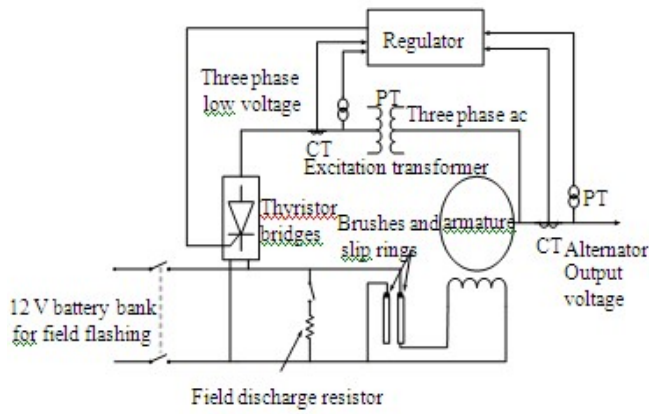 Regulator
Three phase
low voltage
PT
Three phase ac
CT
Excitation transformer
Thyristor
bridges
Brushes and
slip rings
armature
PT
CT
Alternator
Output
voltage
12 V battery bank
for field flashing
Field discharge resistor